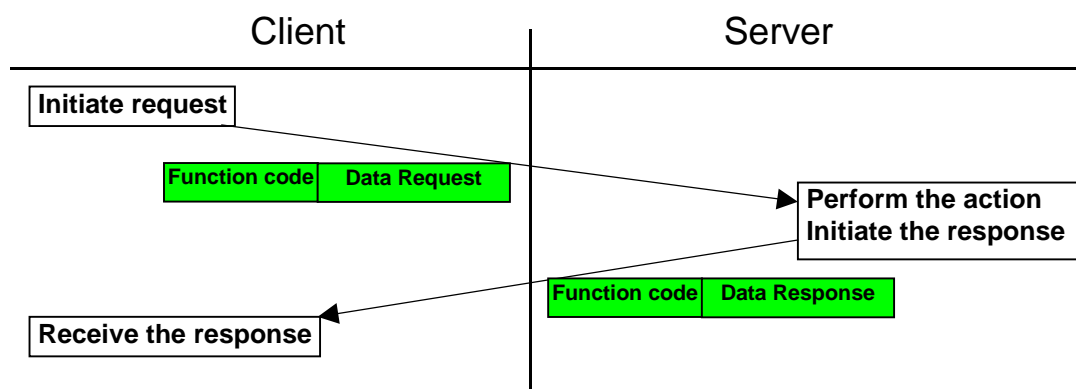 Client
Server
Initiate request
Function code Data Request
Perform the action
Initiate the response
Function code Data Response
Receive the response